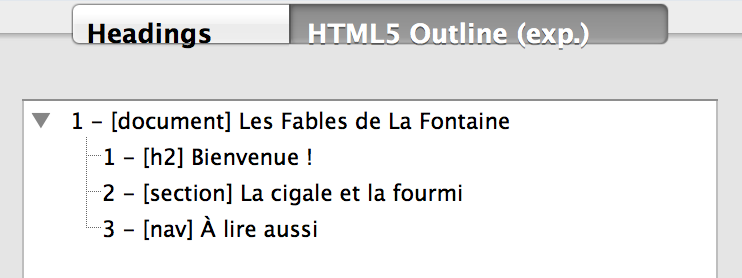 Headings HTML5 Outline (exp.)
1 – [document] Les Fables de La Fontaine
1 – [h2] Bienvenue !
2 – [section] La cigale et la fourmi
3 – [nav] À lire aussi